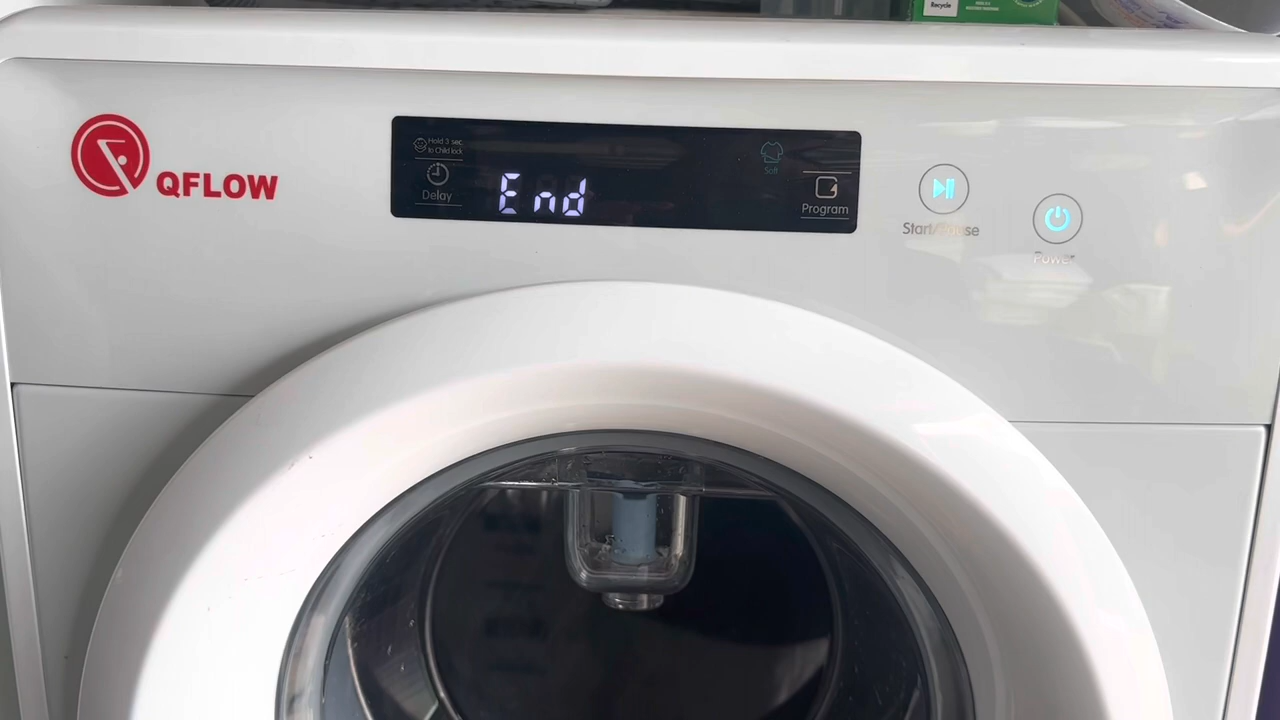 Recycle
QFLOW
Hold 3 sec
to Child lock
Delay
End
Soft
Program
Start/Pause
Power